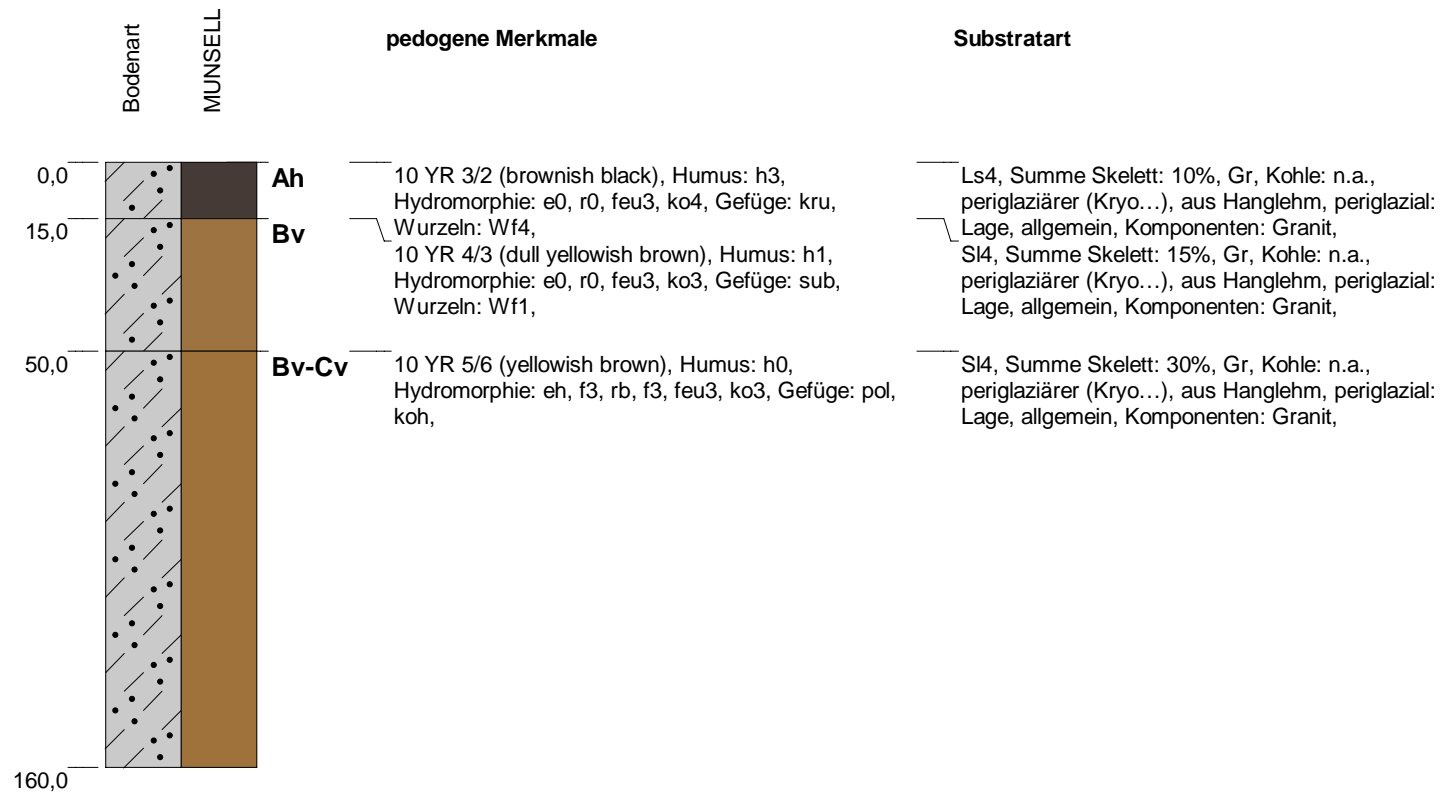 Bodenart
MUNSELL
pedogene Merkmale
Substratart
0,0
Ah
10 YR 3/2 (brownish black), Humus: h3,
Hydromorphie: e0, r0, feu3, ko4, Gefüge: kru,
Wurzeln: Wf4,
Ls4, Summe Skelett: 10%, Gr, Kohle: n.a.,
periglaziärer (Kryo…), aus Hanglehm, periglazial:
Lage, allgemein, Komponenten: Granit,
15,0
Bv
10 YR 4/3 (dull yellowish brown), Humus: h1,
Hydromorphie: e0, r0, feu3, ko3, Gefüge: sub,
Wurzeln: Wf1,
Sl4, Summe Skelett: 15%, Gr, Kohle: n.a.,
periglaziärer (Kryo…), aus Hanglehm, periglazial:
Lage, allgemein, Komponenten: Granit,
50,0
Bv-Cv
10 YR 5/6 (yellowish brown), Humus: h0,
Hydromorphie: eh, f3, rb, f3, feu3, ko3, Gefüge: pol,
koh,
Sl4, Summe Skelett: 30%, Gr, Kohle: n.a.,
periglaziärer (Kryo…), aus Hanglehm, periglazial:
Lage, allgemein, Komponenten: Granit,
160,0